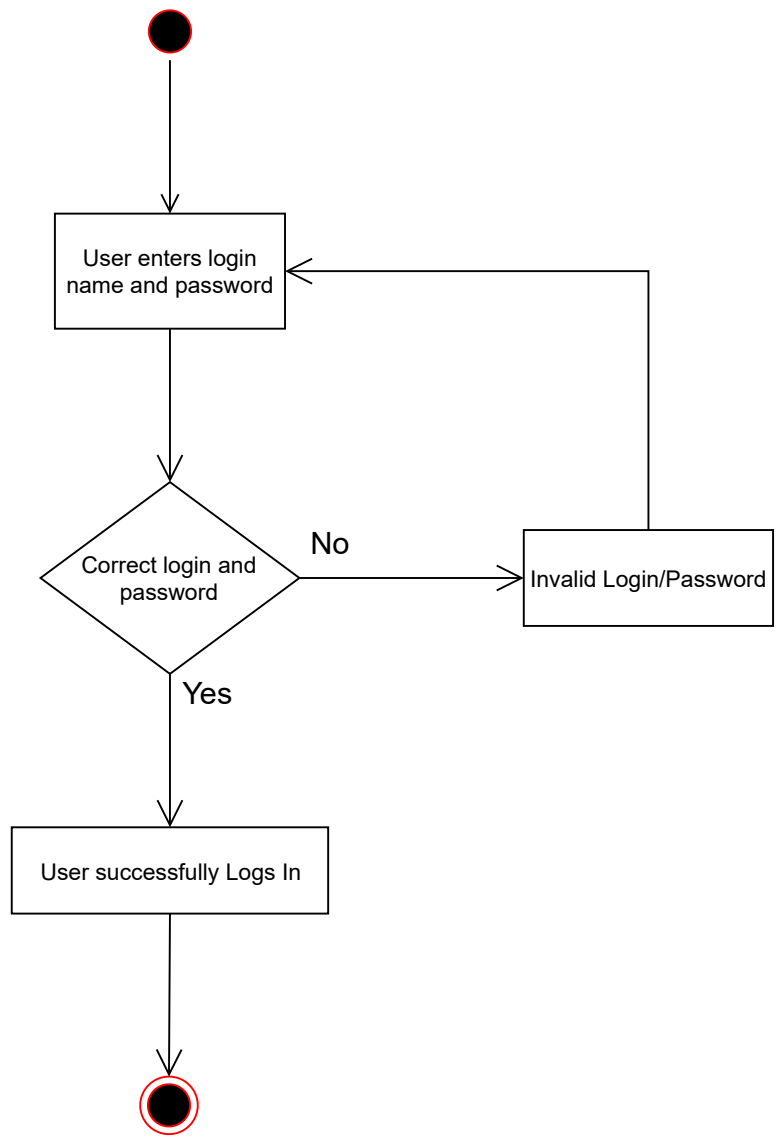 User enters login
name and password
Correct login and
password
No
Invalid Login/Password
Yes
User successfully Logs In